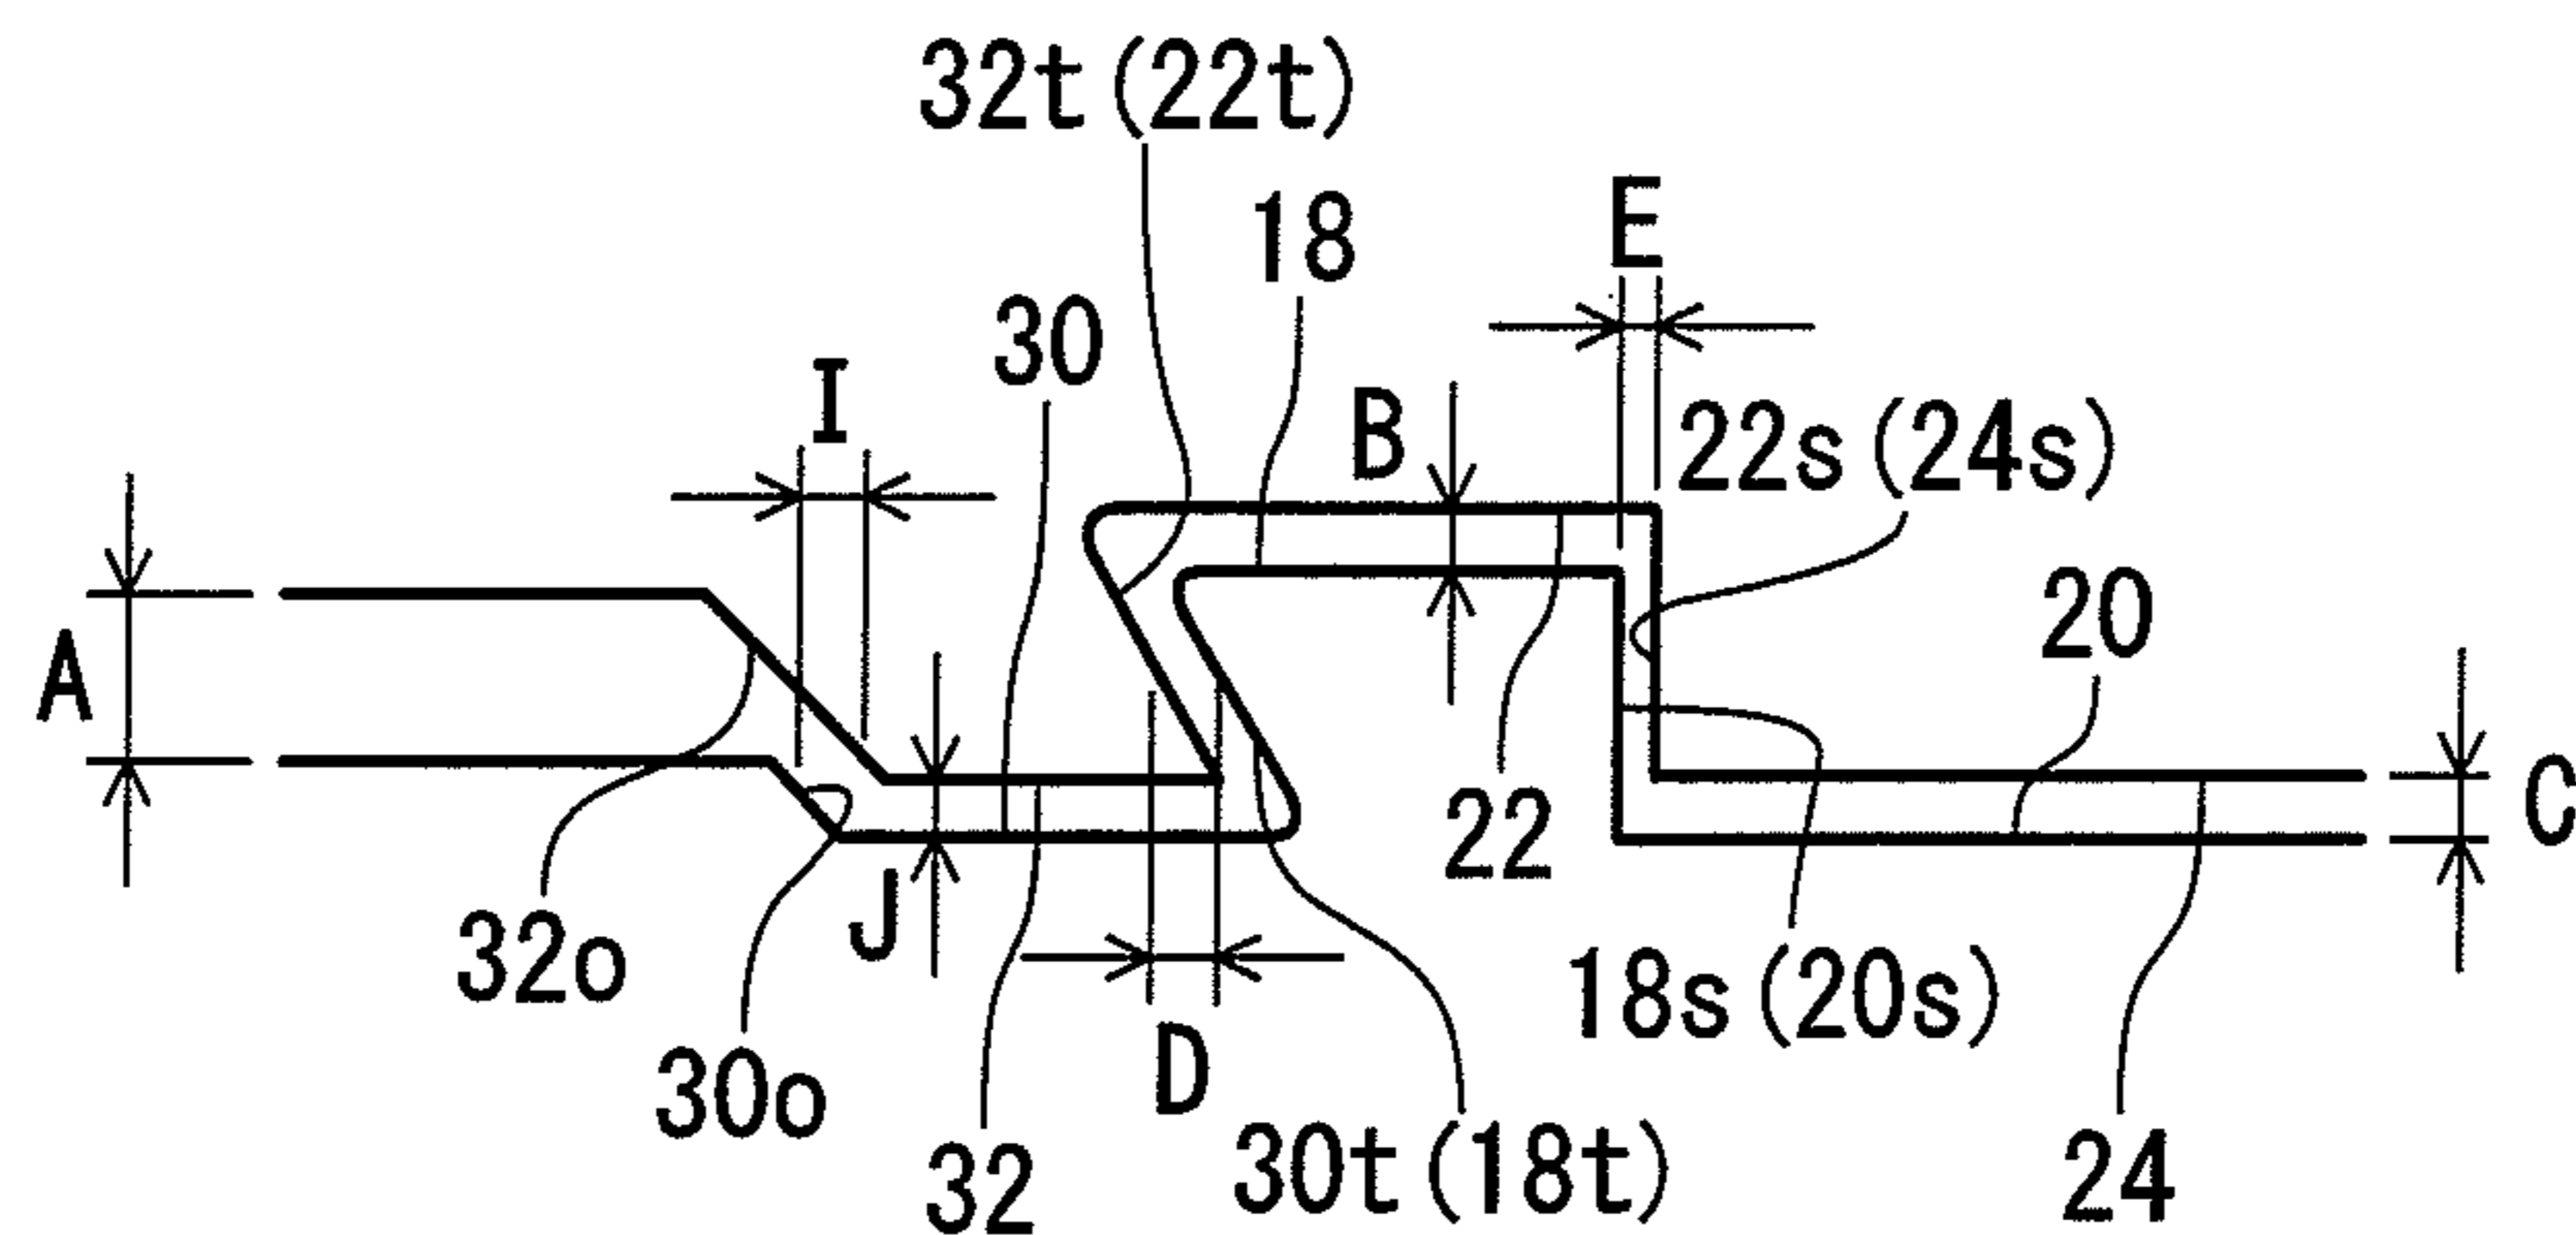 32t(22t)
18
E
30
I
B
22s(24s)
20
A
C
22
J
32o
18s(20s)
30o
D
30t(18t)
32
24